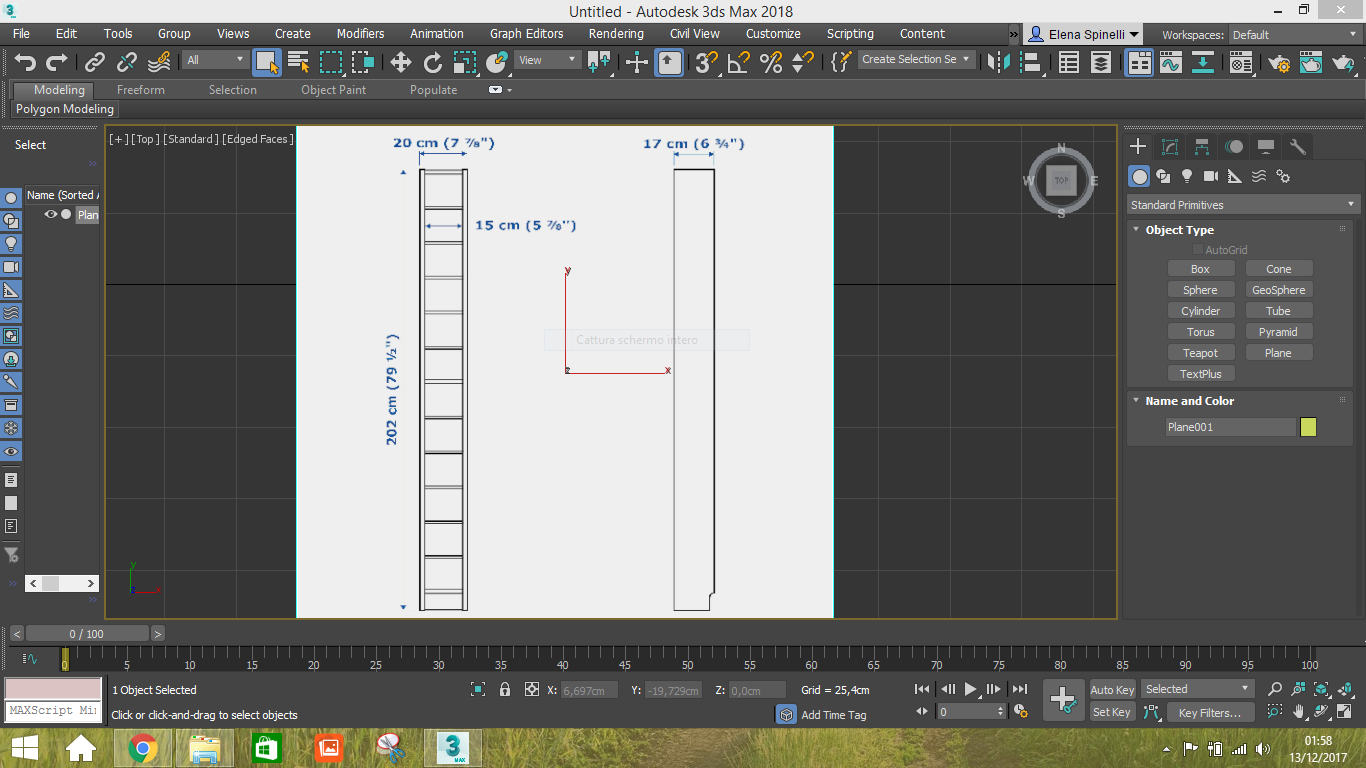 3 Untitled - Autodesk 3ds Max 2018
MAX
File Edit Tools Group Views Create Modifiers Animation Graph Editors Rendering Civil View Customize Scripting Content » Elena Spinelli Workspaces: Default
All View 3 Create Selection Se
Modeling Freeform Selection Object Paint Populate
Polygon Modeling
Select
Name (Sorted A
Plan
[+] [Top] [Standard] [Edged Faces]
20 cm (7 ⅞")
17 cm (6 ¾")
15 cm (5 ⅞")
202 cm (79 ½")
y
Cattura schermo intero
z x
N
W TOP E
S
y
Standard Primitives
Object Type
AutoGrid
Box Cone
Sphere GeoSphere
Cylinder Tube
Torus Pyramid
Teapot Plane
TextPlus
Name and Color
Plane001
< 0 / 100 >
0 5 10 15 20 25 30 35 40 45 50 55 60 65 70 75 80 85 90 95 100
MAXScript Min
1 Object Selected
Click or click-and-drag to select objects
X: 6,697cm Y: -19,729cm Z: 0,0cm Grid = 25,4cm
Add Time Tag
0
Auto Key Selected
Set Key Key Filters...
3
MAX
01:58
13/12/2017